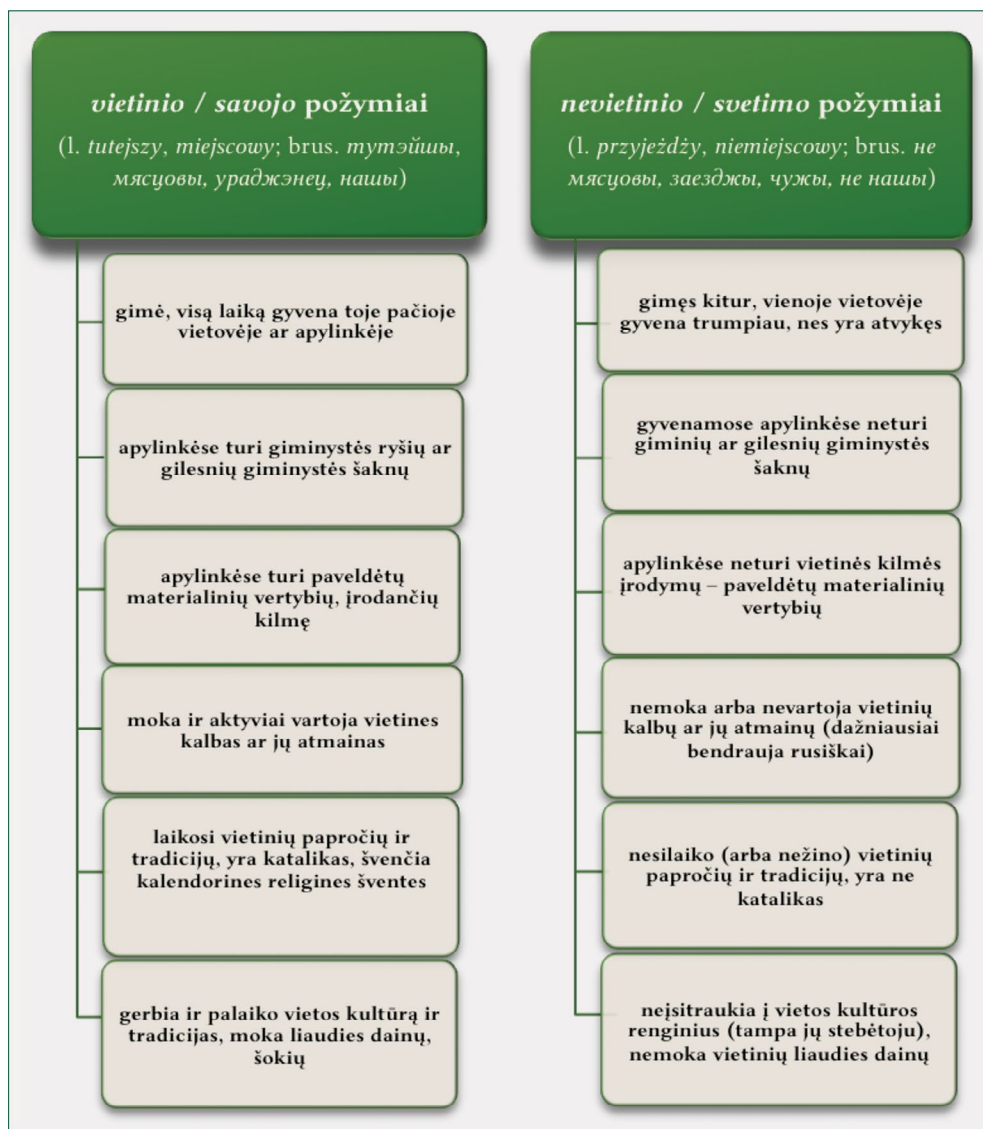 vietinio / savojo požymiai
(l. tutejszy, miejscowy; brus. тутэйшы,
мясцовы, ураджэнец, нашы)
gimė, visą laiką gyvena toje pačioje
vietovėje ar apylinkėje
apylinkėse turi giminystės ryšių ar
gilesnių giminystės šaknų
apylinkėse turi paveldėtų
materialinių vertybių, įrodančių
kilmę
moka ir aktyviai vartoja vietines
kalbas ar jų atmainas
laikosi vietinių papročių ir
tradicijų, yra katalikas, švenčia
kalendorines religines šventes
gerbia ir palaiko vietos kultūrą ir
tradicijas, moka liaudies dainų,
šokių
nevietinio / svetimo požymiai
(l. przyjeżdży, niemiejscowy; brus. не
мясцовы, заезджы, чужы, не нашы)
gimęs kitur, vienoje vietovėje
gyvena trumpiau, nes yra atvykęs
gyvenamose apylinkėse neturi
giminių ar gilesnių giminystės
šaknų
apylinkėse neturi vietinės kilmės
įrodymų – paveldėtų materialinių
vertybių
nemoka arba nevartoja vietinių
kalbų ar jų atmainų (dažniausiai
bendrauja rusiškai)
nesilaiko (arba nežino) vietinių
papročių ir tradicijų, yra ne
katalikas
neįsitraukia į vietos kultūros
renginius (tampa jų stebėtoju),
nemoka vietinių liaudies dainų